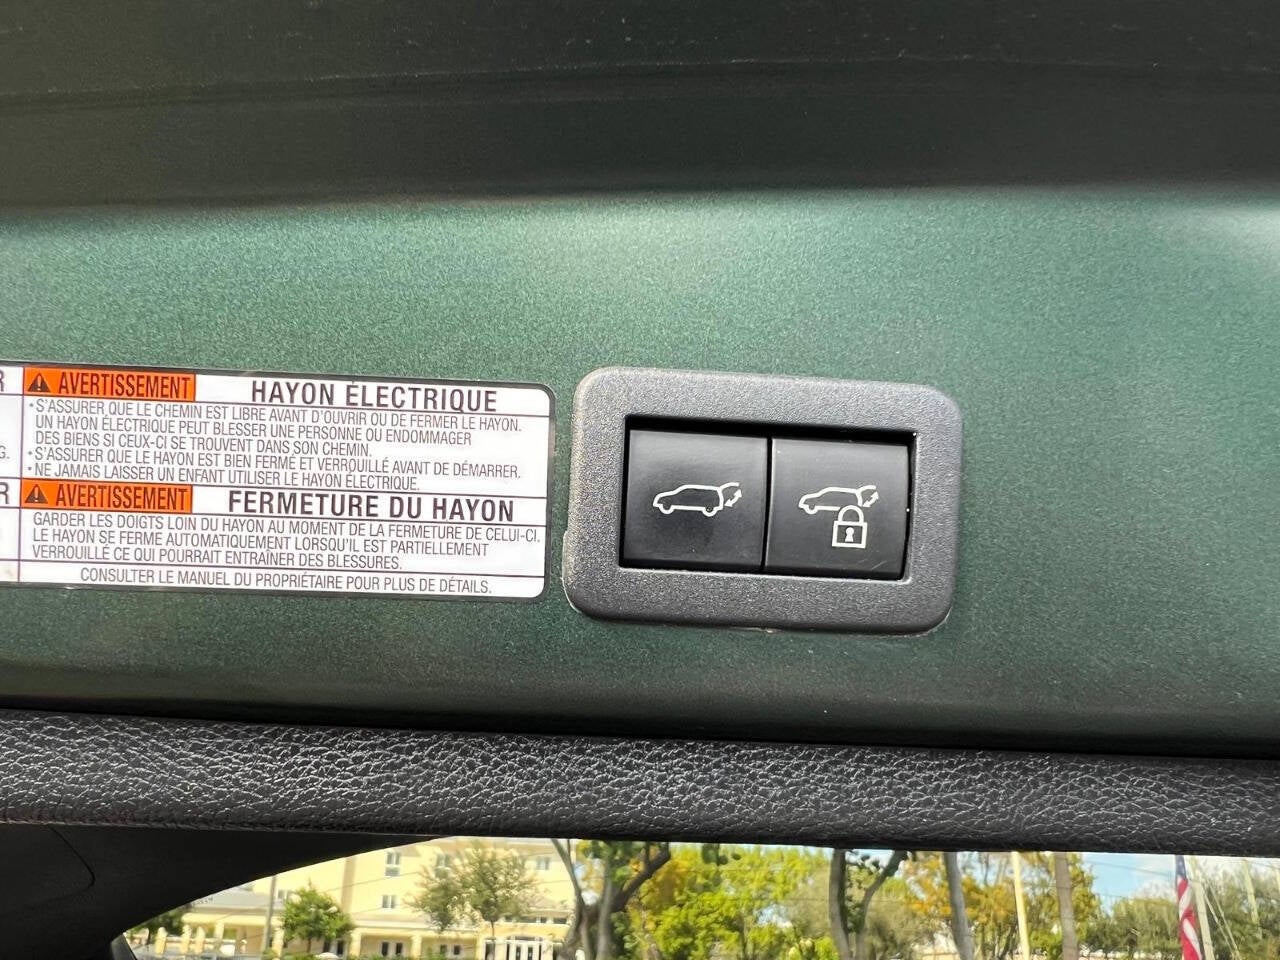 R
⚠ AVERTISSEMENT HAYON ÉLECTRIQUE
• S'ASSURER QUE LE CHEMIN EST LIBRE AVANT D'OUVRIR OU DE FERMER LE HAYON.
UN HAYON ÉLECTRIQUE PEUT BLESSER UNE PERSONNE OU ENDOMMAGER
DES BIENS SI CEUX-CI SE TROUVENT DANS SON CHEMIN.
G.
• S'ASSURER QUE LE HAYON EST BIEN FERMÉ ET VERROUILLÉ AVANT DE DÉMARRER.
• NE JAMAIS LAISSER UN ENFANT UTILISER LE HAYON ÉLECTRIQUE.
R
⚠ AVERTISSEMENT FERMETURE DU HAYON
GARDER LES DOIGTS LOIN DU HAYON AU MOMENT DE LA FERMETURE DE CELUI-CI.
LE HAYON SE FERME AUTOMATIQUEMENT LORSQU'IL EST PARTIELLEMENT
VERROUILLÉ CE QUI POURRAIT ENTRAÎNER DES BLESSURES.
CONSULTER LE MANUEL DU PROPRIÉTAIRE POUR PLUS DE DÉTAILS.